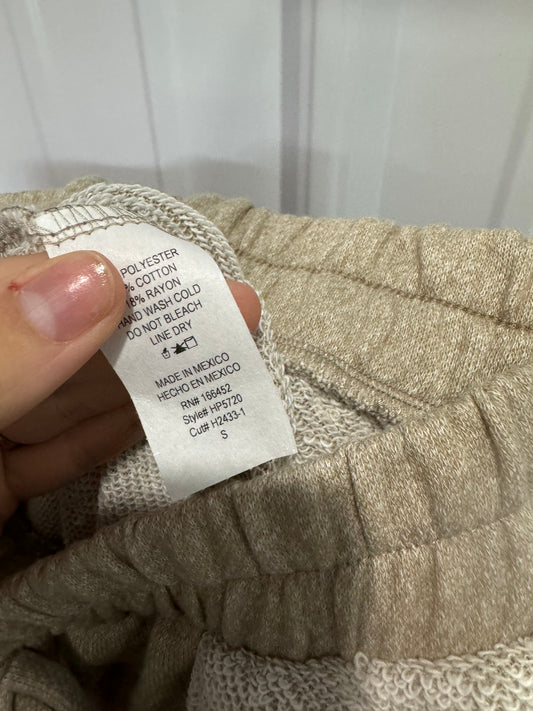 POLYESTER
% COTTON
18% RAYON
HAND WASH COLD
DO NOT BLEACH
LINE DRY
MADE IN MEXICO
HECHO EN MEXICO
RN# 186452
Style# HP5720
Cut# H2433-1
S